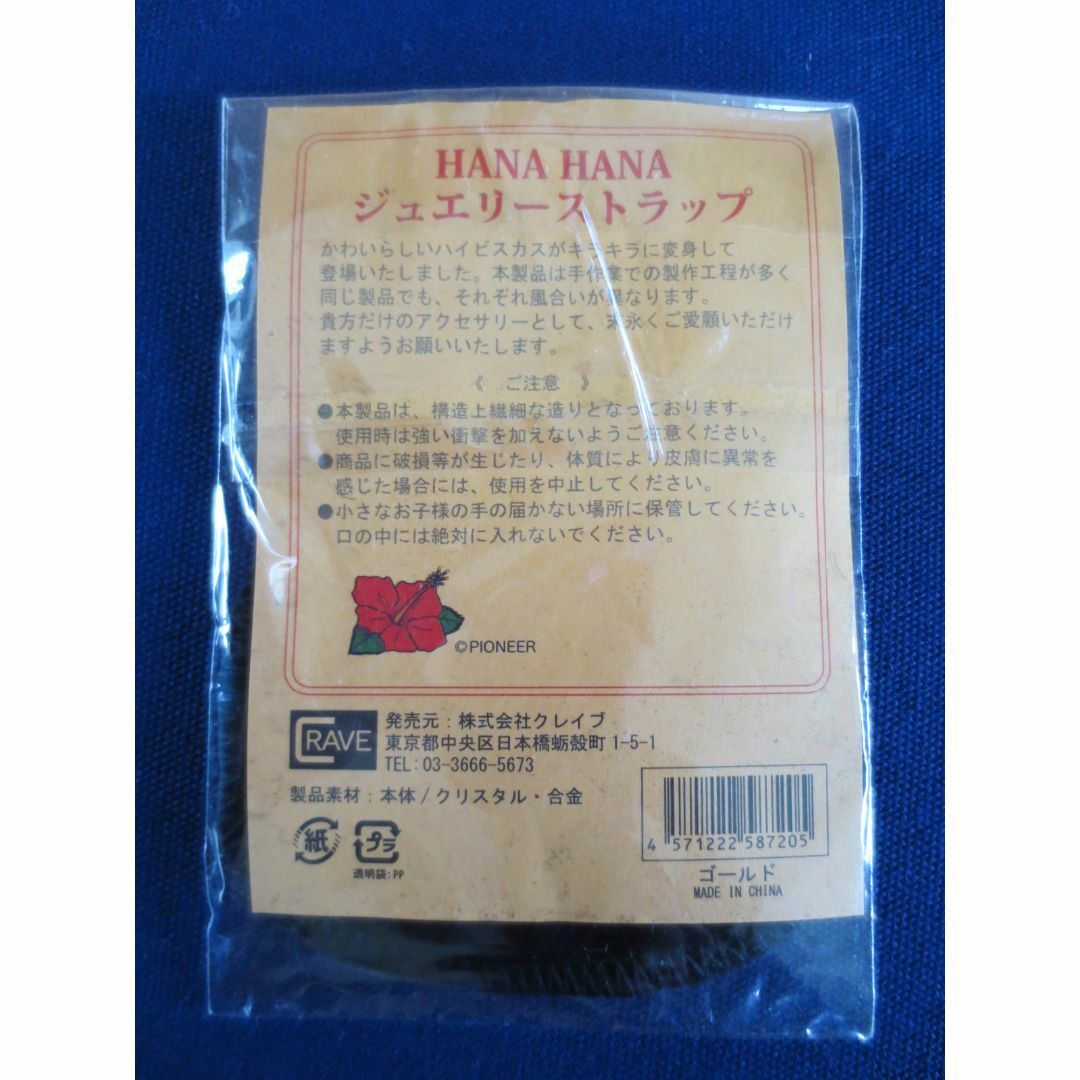 HANA HANA
ジュエリーストラップ
かわいらしいハイビスカスがキラキラに変身して
登場いたしました。本製品は手作業での製作工程が多く
同じ製品でも、それぞれ風合いが異なります。
貴方だけのアクセサリーとして、末永くご愛願いただけ
ますようお願いいたします。
《 ご注意 》
●本製品は、構造上繊細な造りとなっております。
使用時は強い衝撃を加えないようご注意ください。
●商品に破損等が生じたり、体質により皮膚に異常を
感じた場合には、使用を中止してください。
●小さなお子様の手の届かない場所に保管してください。
口の中には絶対に入れないでください。
©PIONEER
CRAVE
発売元：株式会社クレイブ
東京都中央区日本橋蛎殻町 1-5-1
TEL:03-3666-5673
製品素材：本体/クリスタル・合金
紙
プラ
透明袋:PP
4 571222 587205
ゴールド
MADE IN CHINA